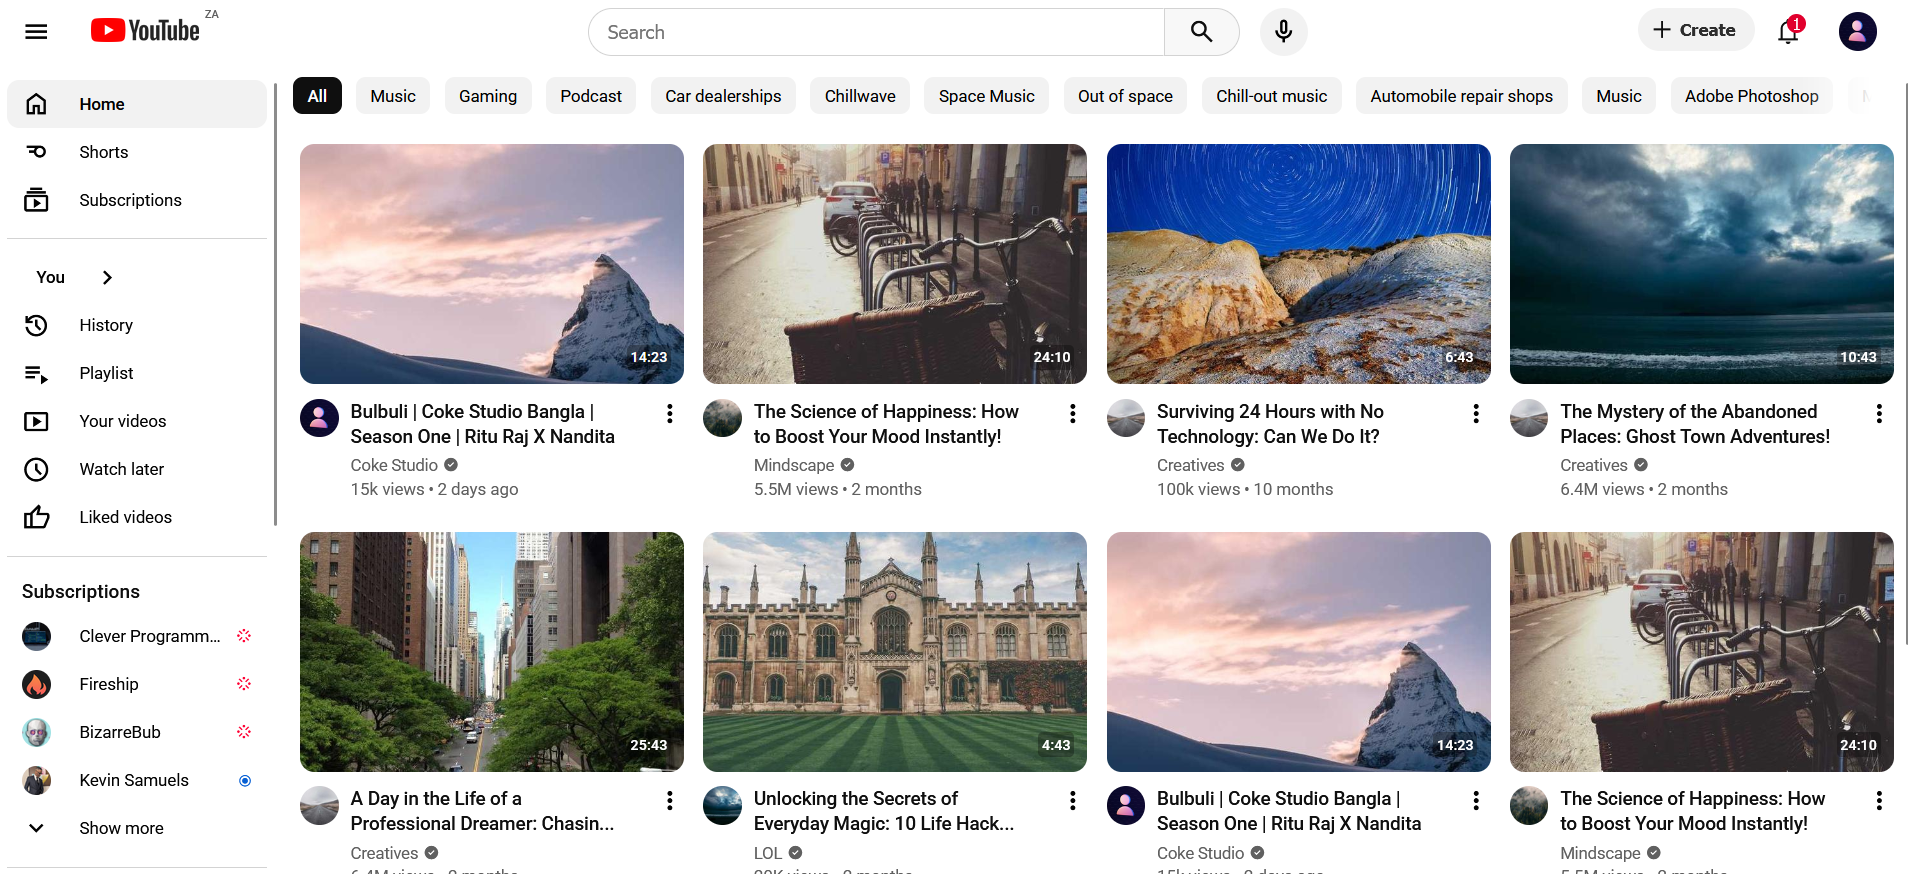 YouTube ZA
Search
Create
1
Home
Shorts
Subscriptions
You
History
Playlist
Your videos
Watch later
Liked videos
Subscriptions
Clever Programm...
Fireship
BizarreBub
Kevin Samuels
Show more
All Music Gaming Podcast Car dealerships Chillwave Space Music Out of space Chill-out music Automobile repair shops Music Adobe Photoshop
14:23
Bulbuli | Coke Studio Bangla |
Season One | Ritu Raj X Nandita
Coke Studio
15k views • 2 days ago
24:10
The Science of Happiness: How
to Boost Your Mood Instantly!
Mindscape
5.5M views • 2 months
6:43
Surviving 24 Hours with No
Technology: Can We Do It?
Creatives
100k views • 10 months
10:43
The Mystery of the Abandoned
Places: Ghost Town Adventures!
Creatives
6.4M views • 2 months
25:43
A Day in the Life of a
Professional Dreamer: Chasin...
Creatives
4:43
Unlocking the Secrets of
Everyday Magic: 10 Life Hack...
LOL
14:23
Bulbuli | Coke Studio Bangla |
Season One | Ritu Raj X Nandita
Coke Studio
24:10
The Science of Happiness: How
to Boost Your Mood Instantly!
Mindscape